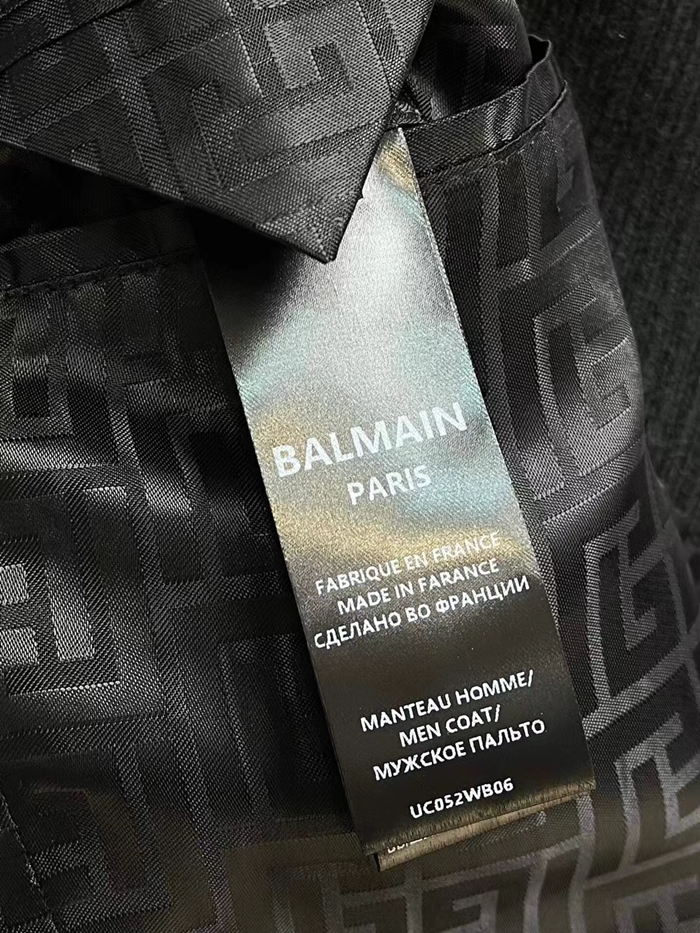 BALMAIN
PARIS
FABRIQUE EN FRANCE
MADE IN FARANCE
СДЕЛАНО ВО ФРАНЦИИ
MANTEAU HOMME/
MEN COAT/
МУЖСКОЕ ПАЛЬТО
UC052WB06